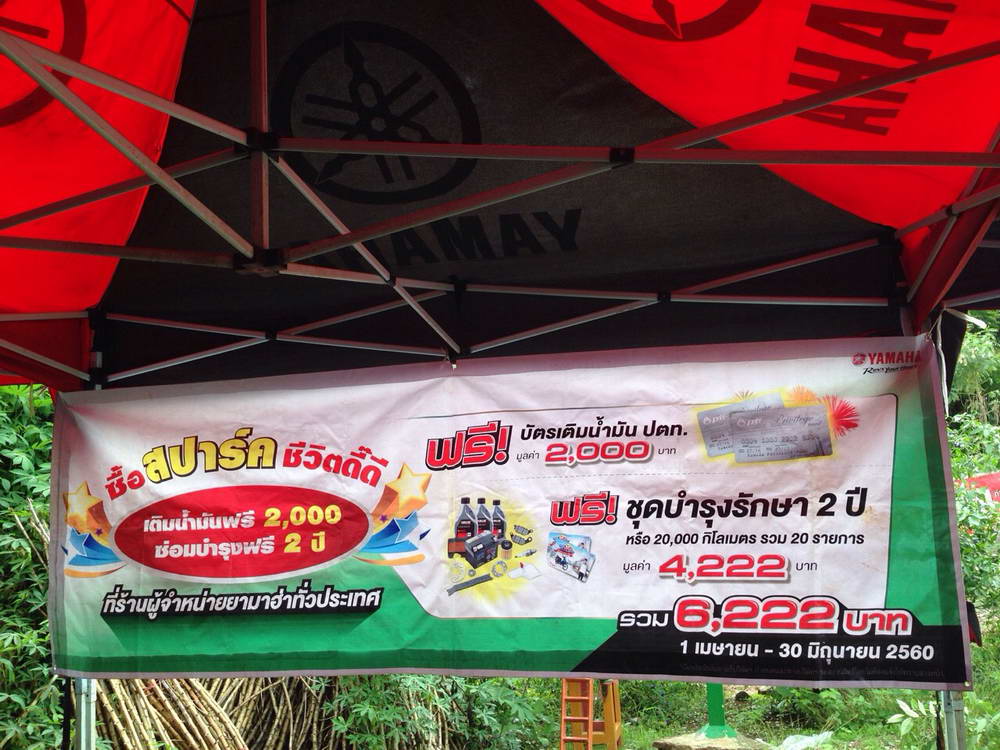 YAMAHA
YAMAHA
YAMAHA
Revs Your Heart
ซื้อ สปาร์ค ชีวิตดี๊ดี
เติมน้ำมันฟรี 2,000
ซ่อมบำรุงฟรี 2 ปี
ที่ร้านผู้จำหน่ายยามาฮ่าทั่วประเทศ
ฟรี! บัตรเติมน้ำมัน ปตท.
มูลค่า 2,000 บาท
ptt
ptt Privilege
ฟรี! ชุดบำรุงรักษา 2 ปี
หรือ 20,000 กิโลเมตร รวม 20 รายการ
มูลค่า 4,222 บาท
รวม 6,222 บาท
1 เมษายน - 30 มิถุนายน 2560